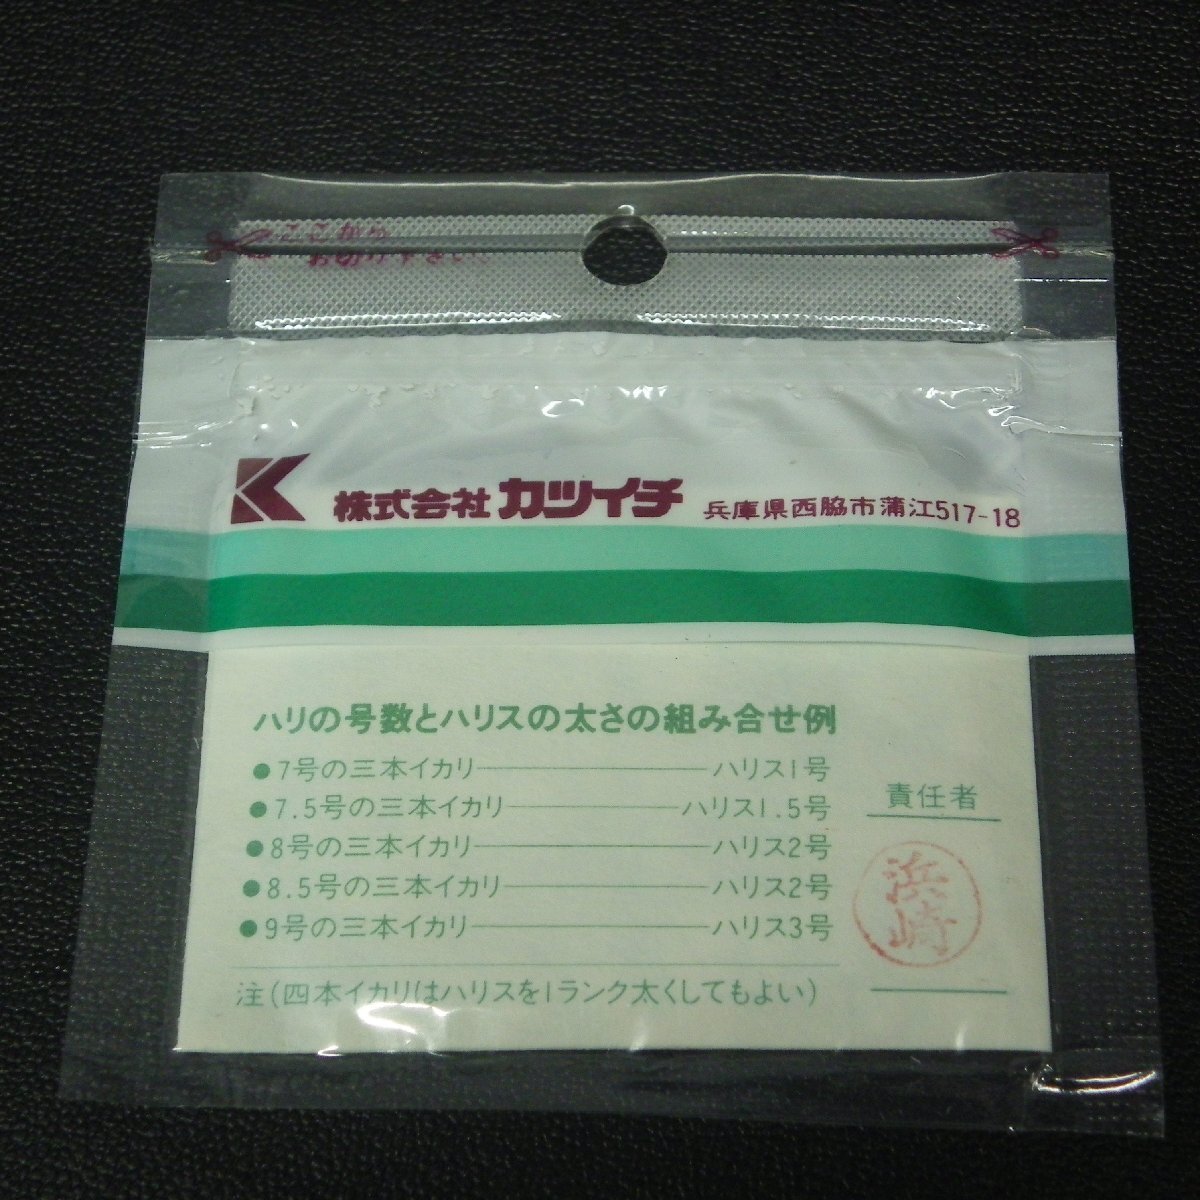 ここから
お切り下さい。
K 株式会社 カツイチ 兵庫県西脇市蒲江517-18
ハリの号数とハリスの太さの組み合せ例
●7号の三本イカリ――ハリス1号
●7.5号の三本イカリ――ハリス1.5号
●8号の三本イカリ――ハリス2号
●8.5号の三本イカリ――ハリス2号
●9号の三本イカリ――ハリス3号
注(四本イカリはハリスを1ランク太くしてもよい)
責任者
浜崎